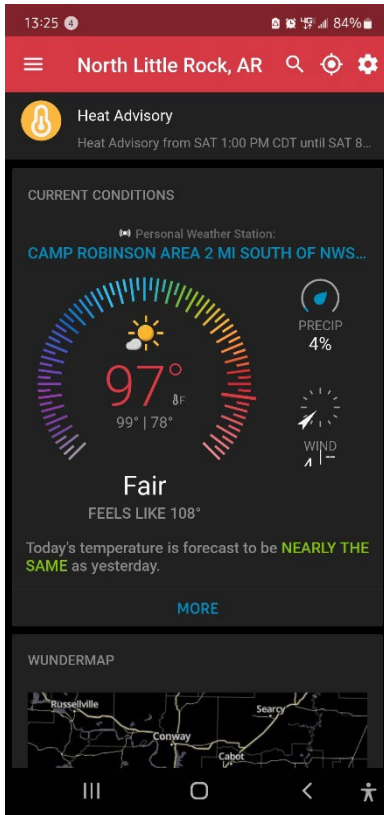 13:25 4 84%
North Little Rock, AR
Heat Advisory
Heat Advisory from SAT 1:00 PM CDT until SAT 8...
CURRENT CONDITIONS
Personal Weather Station:
CAMP ROBINSON AREA 2 MI SOUTH OF NWS...
PRECIP
4%
97°
°F
99° | 78°
WIND
Fair
FEELS LIKE 108°
Today's temperature is forecast to be NEARLY THE
SAME as yesterday.
MORE
WUNDERMAP
Russellville
Searcy
Conway
Cabot